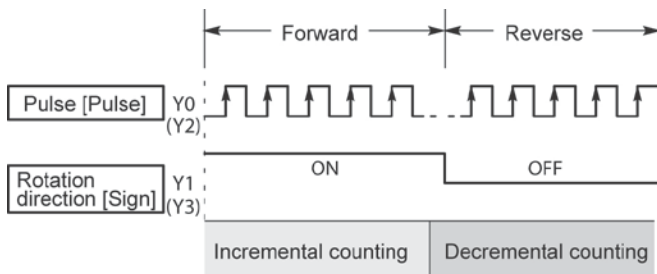 Forward Reverse
Pulse [Pulse] Y0
(Y2)
ON OFF
Rotation
direction [Sign] Y1
(Y3)
Incremental counting Decremental counting